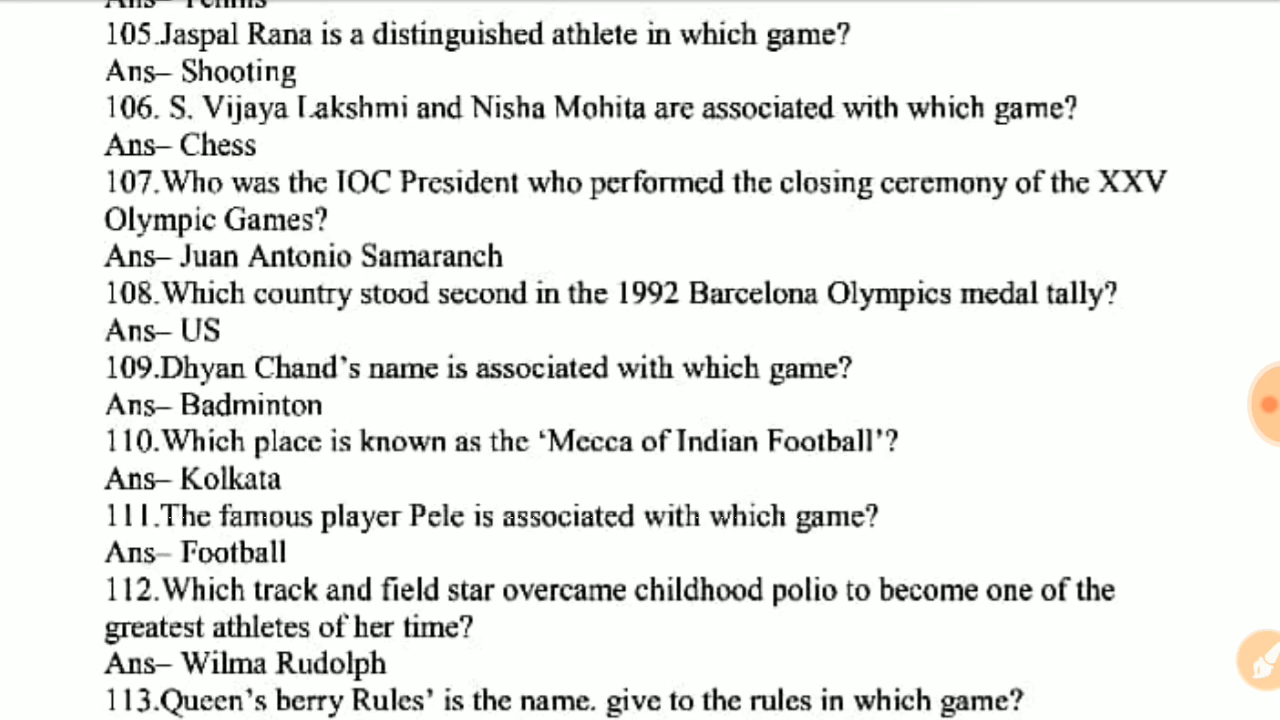 Ans– Tennis
105.Jaspal Rana is a distinguished athlete in which game?
Ans– Shooting
106. S. Vijaya Lakshmi and Nisha Mohita are associated with which game?
Ans– Chess
107.Who was the IOC President who performed the closing ceremony of the XXV
Olympic Games?
Ans– Juan Antonio Samaranch
108.Which country stood second in the 1992 Barcelona Olympics medal tally?
Ans– US
109.Dhyan Chand’s name is associated with which game?
Ans– Badminton
110.Which place is known as the ‘Mecca of Indian Football’?
Ans– Kolkata
111.The famous player Pele is associated with which game?
Ans– Football
112.Which track and field star overcame childhood polio to become one of the
greatest athletes of her time?
Ans– Wilma Rudolph
113.Queen’s berry Rules’ is the name. give to the rules in which game?